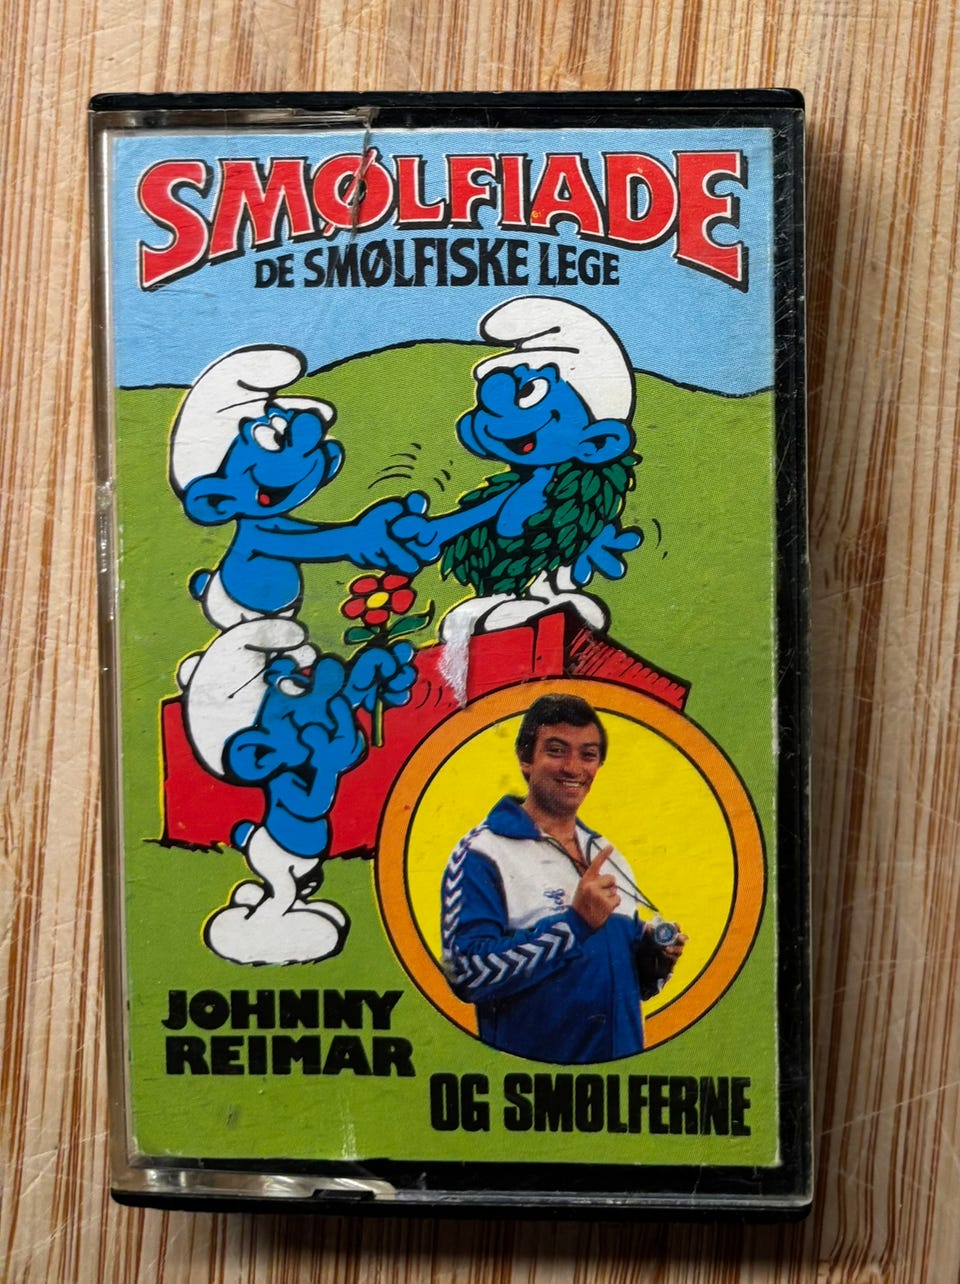 SMØLFIADE
DE SMØLFISKE LEGE
JOHNNY
REIMAR
OG SMØLFERNE